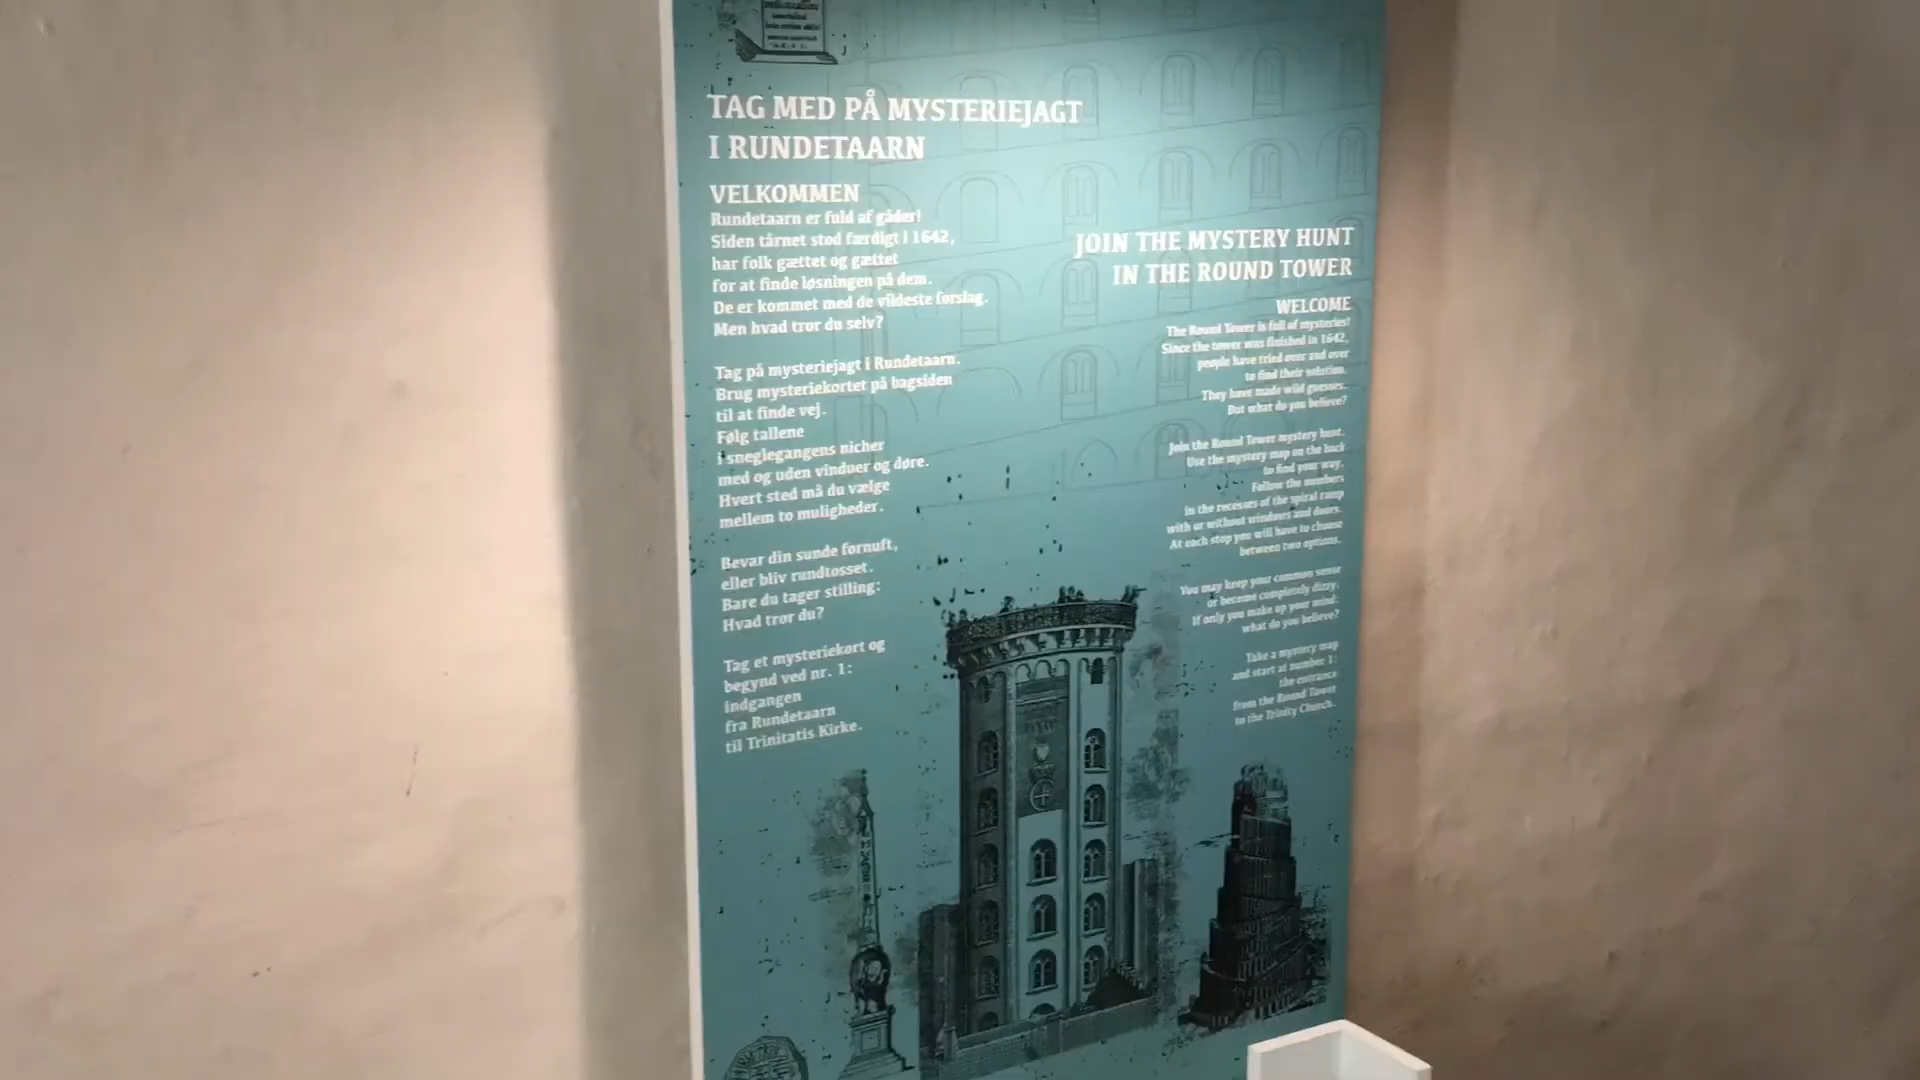 TAG MED PÅ MYSTERIEJAGT
I RUNDETAARN
VELKOMMEN
Rundetaarn er fuld af gåder!
Siden tårnet stod færdigt i 1642,
har folk gættet og gættet
for at finde løsningen på dem.
De er kommet med de vildeste forslag.
Men hvad tror du selv?
Tag på mysteriejagt i Rundetaarn.
Brug mysteriekortet på bagsiden
til at finde vej.
Følg tallene
i sneglegangens nicher
med og uden vinduer og døre.
Hvert sted må du vælge
mellem to muligheder.
Bevar din sunde fornuft,
eller bliv rundtosset.
Bare du tager stilling:
Hvad tror du?
Tag et mysteriekort og
begynd ved nr. 1:
indgangen
fra Rundetaarn
til Trinitatis Kirke.
JOIN THE MYSTERY HUNT
IN THE ROUND TOWER
WELCOME
The Round Tower is full of mysteries!
Since the tower was finished in 1642,
people have tried over and over
to find their solution.
They have made wild guesses.
But what do you believe?
Join the Round Tower mystery hunt.
Use the mystery map on the back
to find your way.
Follow the numbers
in the recesses of the spiral ramp
with or without windows and doors.
At each stop you will have to choose
between two options.
You may keep your common sense
or become completely dizzy.
If only you make up your mind:
what do you believe?
Take a mystery map
and start at number 1:
the entrance
from the Round Tower
to the Trinity Church.